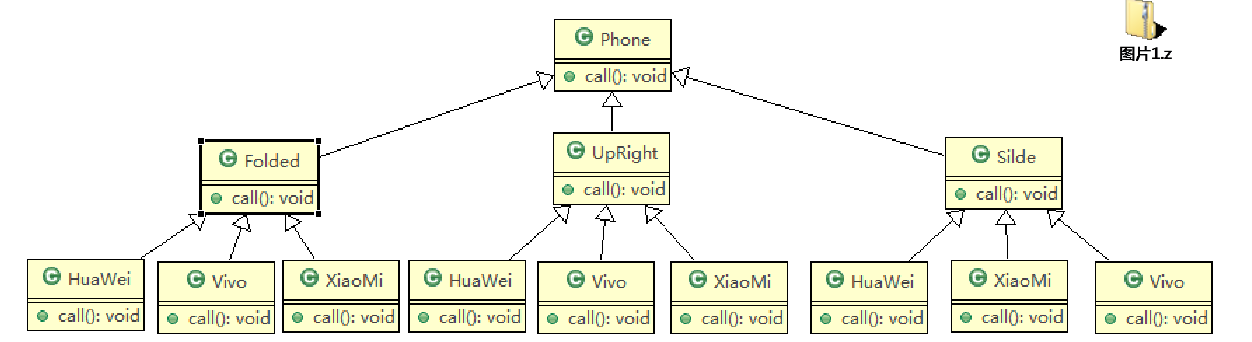 C Phone
call(): void
图片1.z
C Folded
call(): void
C UpRight
call(): void
C Silde
call(): void
C HuaWei
call(): void
C Vivo
call(): void
C XiaoMi
call(): void
C HuaWei
call(): void
C Vivo
call(): void
C XiaoMi
call(): void
C HuaWei
call(): void
C XiaoMi
call(): void
C Vivo
call(): void